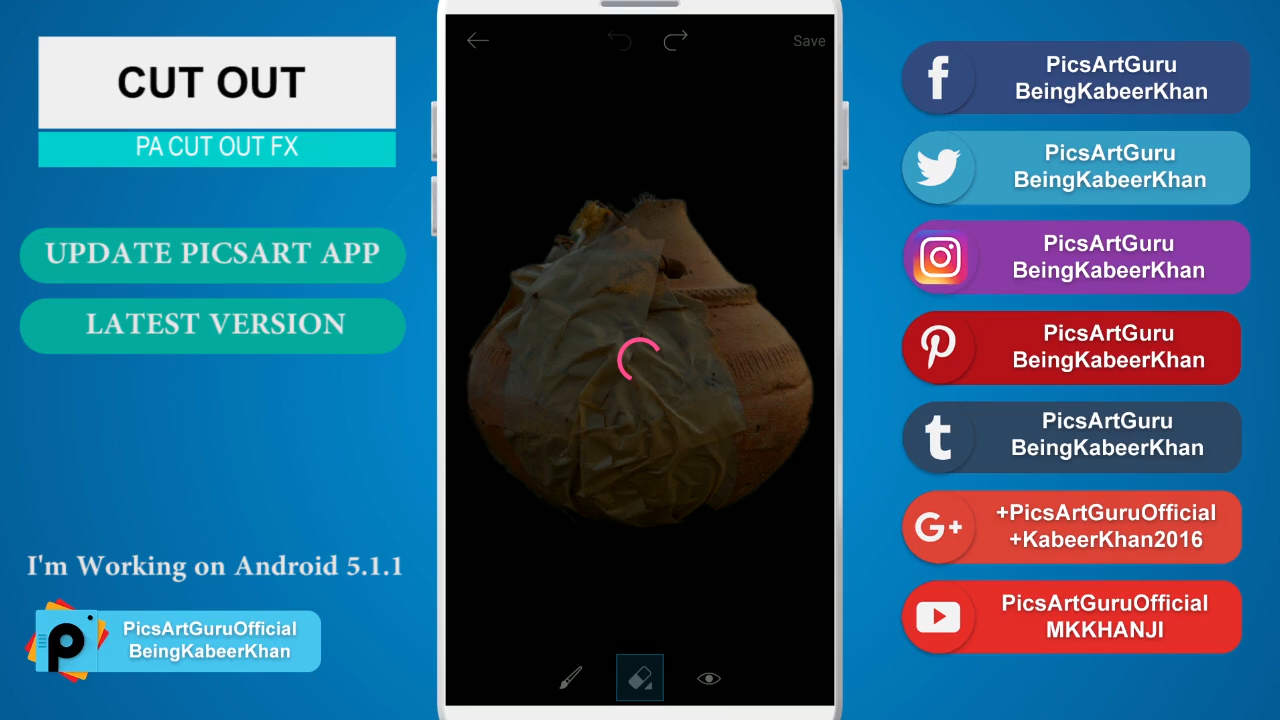 CUT OUT
PA CUT OUT FX
UPDATE PICSART APP
LATEST VERSION
I'm Working on Android 5.1.1
PicsArtGuruOfficial
BeingKabeerKhan
Save
PicsArtGuru
BeingKabeerKhan
PicsArtGuru
BeingKabeerKhan
PicsArtGuru
BeingKabeerKhan
PicsArtGuru
BeingKabeerKhan
PicsArtGuru
BeingKabeerKhan
+PicsArtGuruOfficial
+KabeerKhan2016
PicsArtGuruOfficial
MKKHANJI